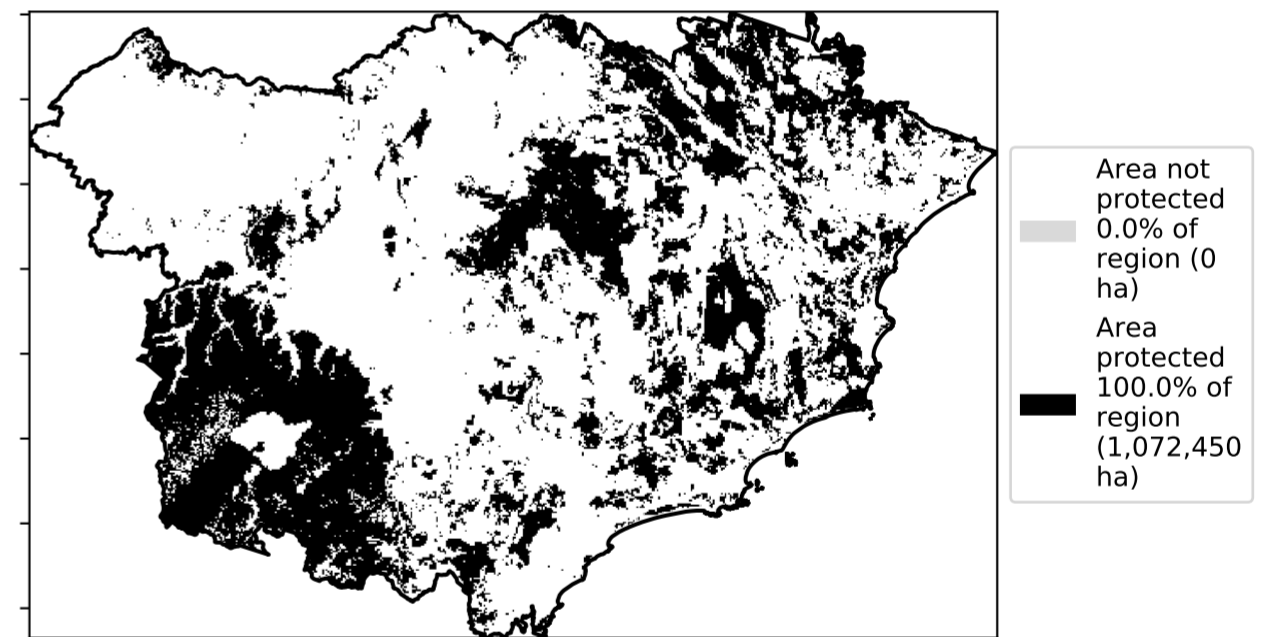 Area not
protected
0.0% of
region (0
ha)
Area
protected
100.0% of
region
(1,072,450
ha)